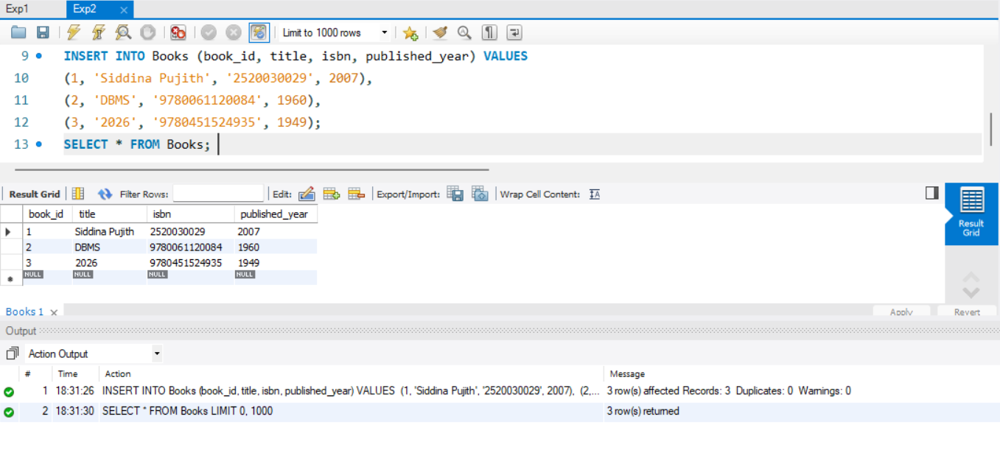 Exp1 Exp2 ×
Limit to 1000 rows
9 INSERT INTO Books (book_id, title, isbn, published_year) VALUES
10 (1, 'Siddina Pujith', '2520030029', 2007),
11 (2, 'DBMS', '9780061120084', 1960),
12 (3, '2026', '9780451524935', 1949);
13 SELECT * FROM Books;
Result Grid Filter Rows: Edit: Export/Import: Wrap Cell Content: IA
Result
Grid
book_id title isbn published_year
1 Siddina Pujith 2520030029 2007
2 DBMS 9780061120084 1960
3 2026 9780451524935 1949
NULL NULL NULL NULL
Books 1 × Apply Revert
Output
Action Output
# Time Action Message
1 18:31:26 INSERT INTO Books (book_id, title, isbn, published_year) VALUES (1, 'Siddina Pujith', '2520030029', 2007), (2,... 3 row(s) affected Records: 3 Duplicates: 0 Warnings: 0
2 18:31:30 SELECT * FROM Books LIMIT 0, 1000 3 row(s) returned